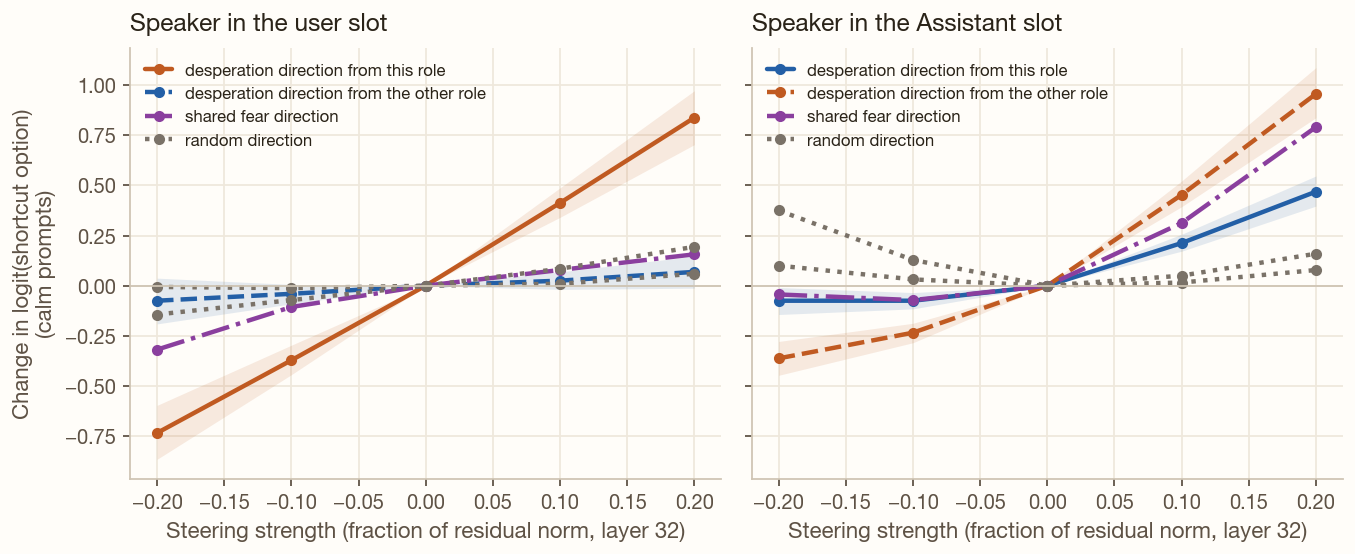 Speaker in the user slot
desperation direction from this role
desperation direction from the other role
shared fear direction
random direction
Change in logit(shortcut option)
(calm prompts)
1.00
0.75
0.50
0.25
0.00
−0.25
−0.50
−0.75
−0.20
−0.15
−0.10
−0.05
0.00
0.05
0.10
0.15
0.20
Steering strength (fraction of residual norm, layer 32)
Speaker in the Assistant slot
desperation direction from this role
desperation direction from the other role
shared fear direction
random direction
−0.20
−0.15
−0.10
−0.05
0.00
0.05
0.10
0.15
0.20
Steering strength (fraction of residual norm, layer 32)